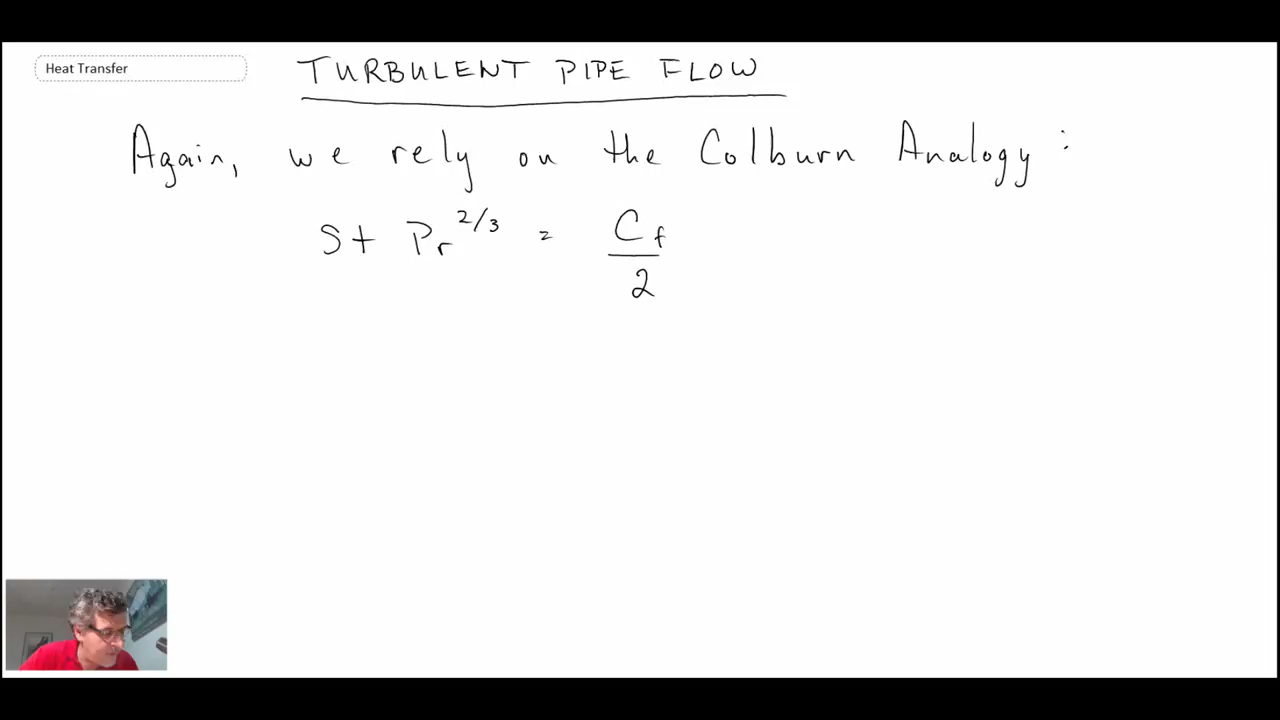 Heat Transfer
TURBULENT PIPE FLOW
Again, we rely on the Colburn Analogy:
St Pr^2/3 = Cf/2